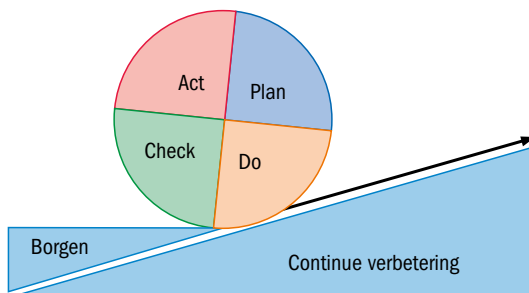 Act
Plan
Check
Do
Borgen
Continue verbetering